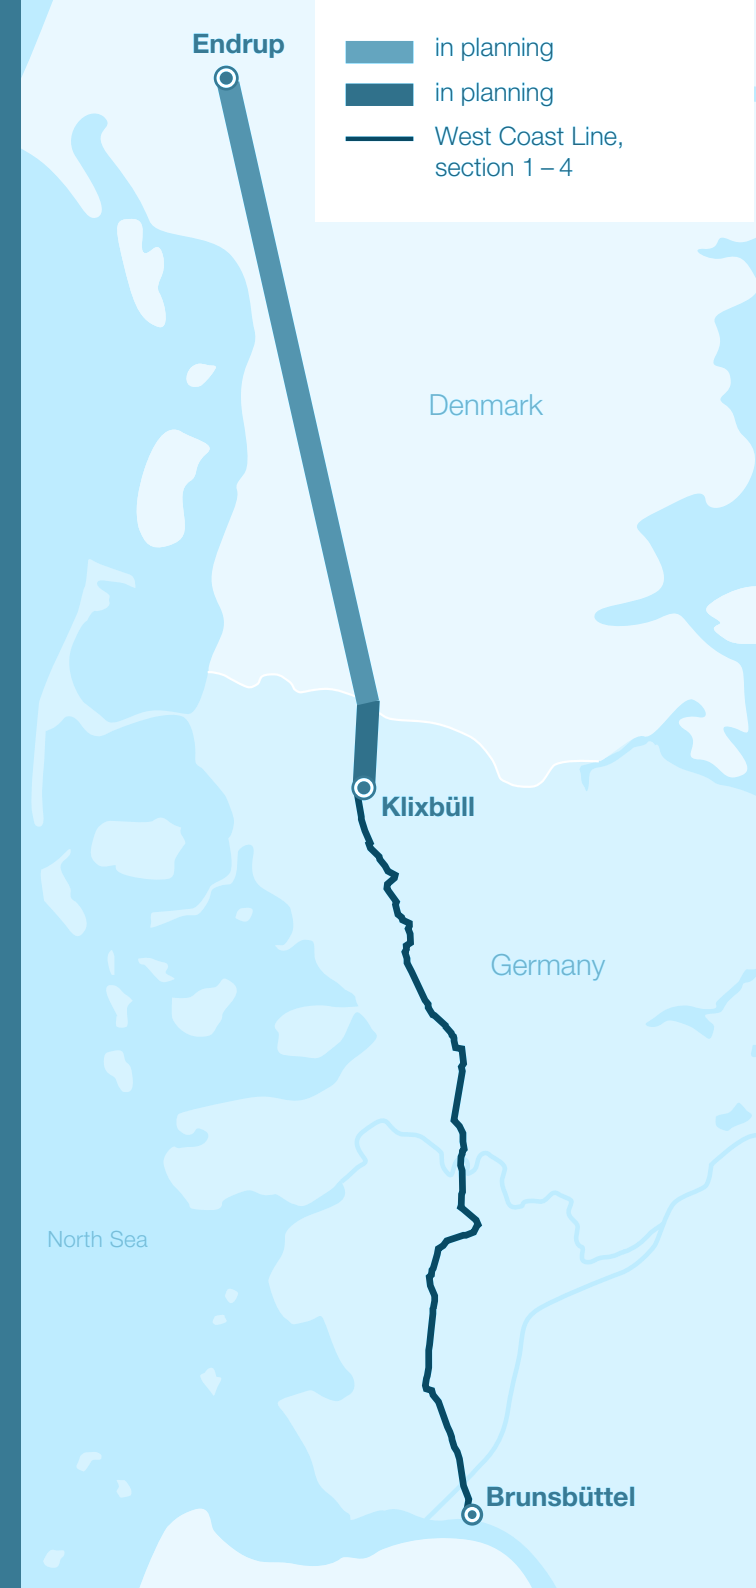 Endrup
in planning
in planning
West Coast Line,
section 1 – 4
Denmark
Klixbüll
Germany
North Sea
Brunsbüttel